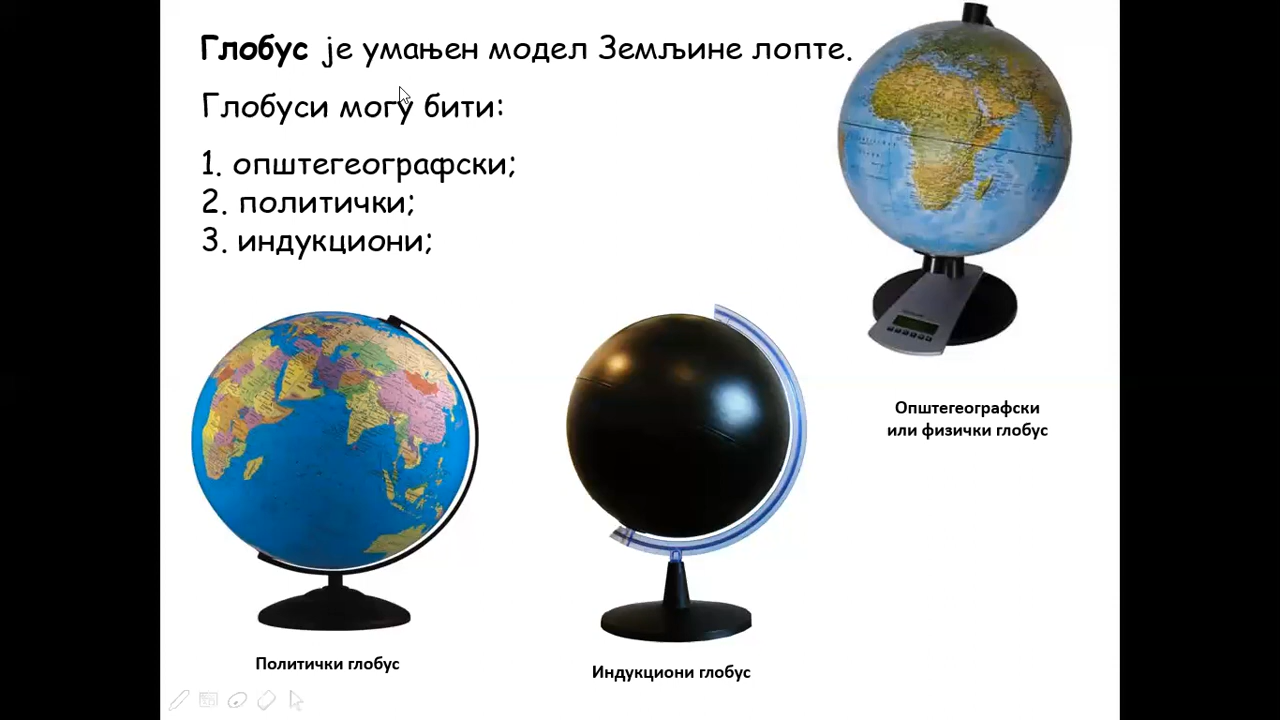 Глобус је умањен модел Земљине лопте.
Глобуси могу бити:
1. општегеографски;
2. политички;
3. индукциони;
Општегеографски
или физички глобус
Политички глобус
Индукциони глобус